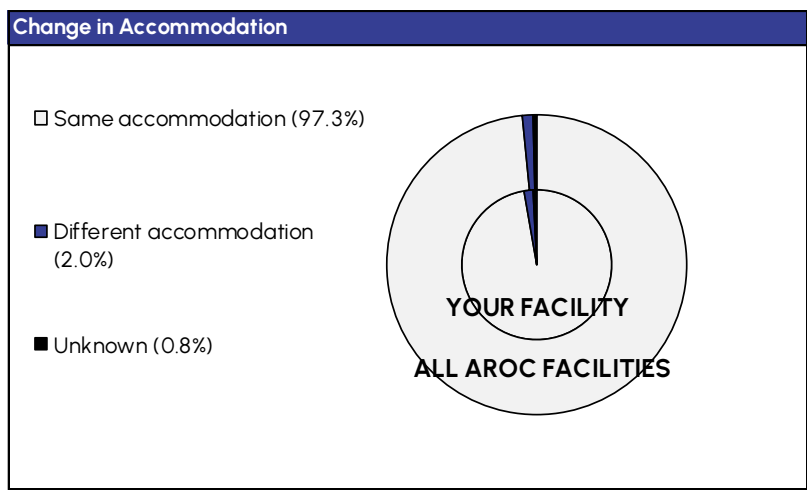 Change in Accommodation
Same accommodation (97.3%)
Different accommodation
(2.0%)
Unknown (0.8%)
YOUR FACILITY
ALL AROC FACILITIES